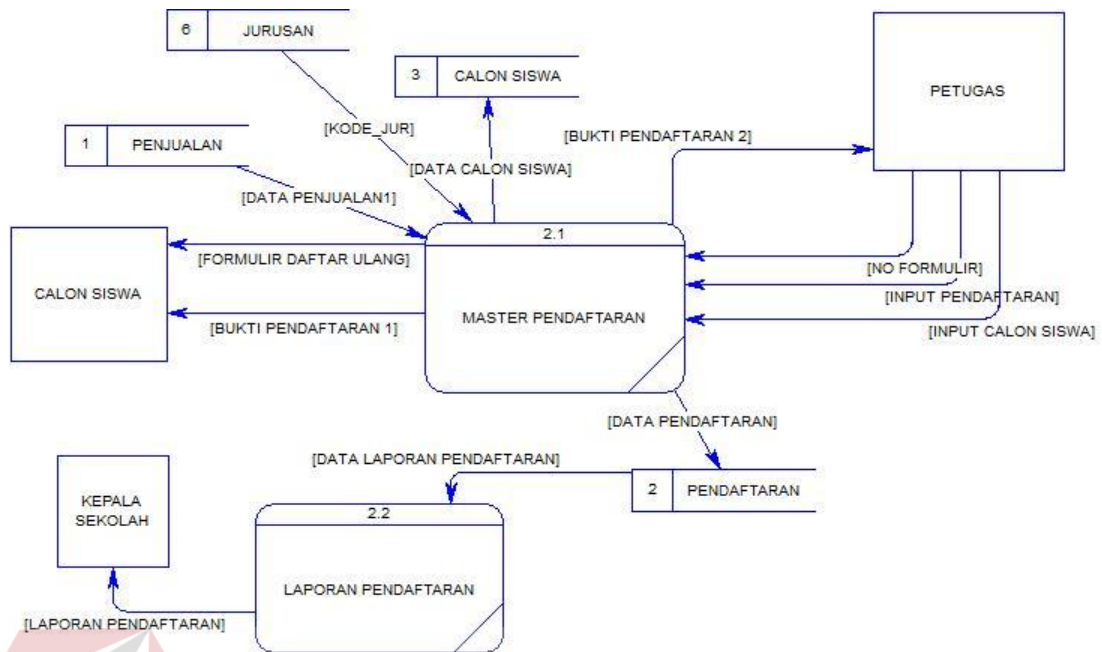 6 JURUSAN
3 CALON SISWA
PETUGAS
[KODE_JUR]
[BUKTI PENDAFTARAN 2]
1 PENJUALAN
[DATA CALON SISWA]
[DATA PENJUALAN1]
2.1
[FORMULIR DAFTAR ULANG]
[NO FORMULIR]
CALON SISWA
[INPUT PENDAFTARAN]
MASTER PENDAFTARAN
[BUKTI PENDAFTARAN 1]
[INPUT CALON SISWA]
[DATA PENDAFTARAN]
[DATA LAPORAN PENDAFTARAN]
2 PENDAFTARAN
KEPALA
SEKOLAH
2.2
LAPORAN PENDAFTARAN
[LAPORAN PENDAFTARAN]